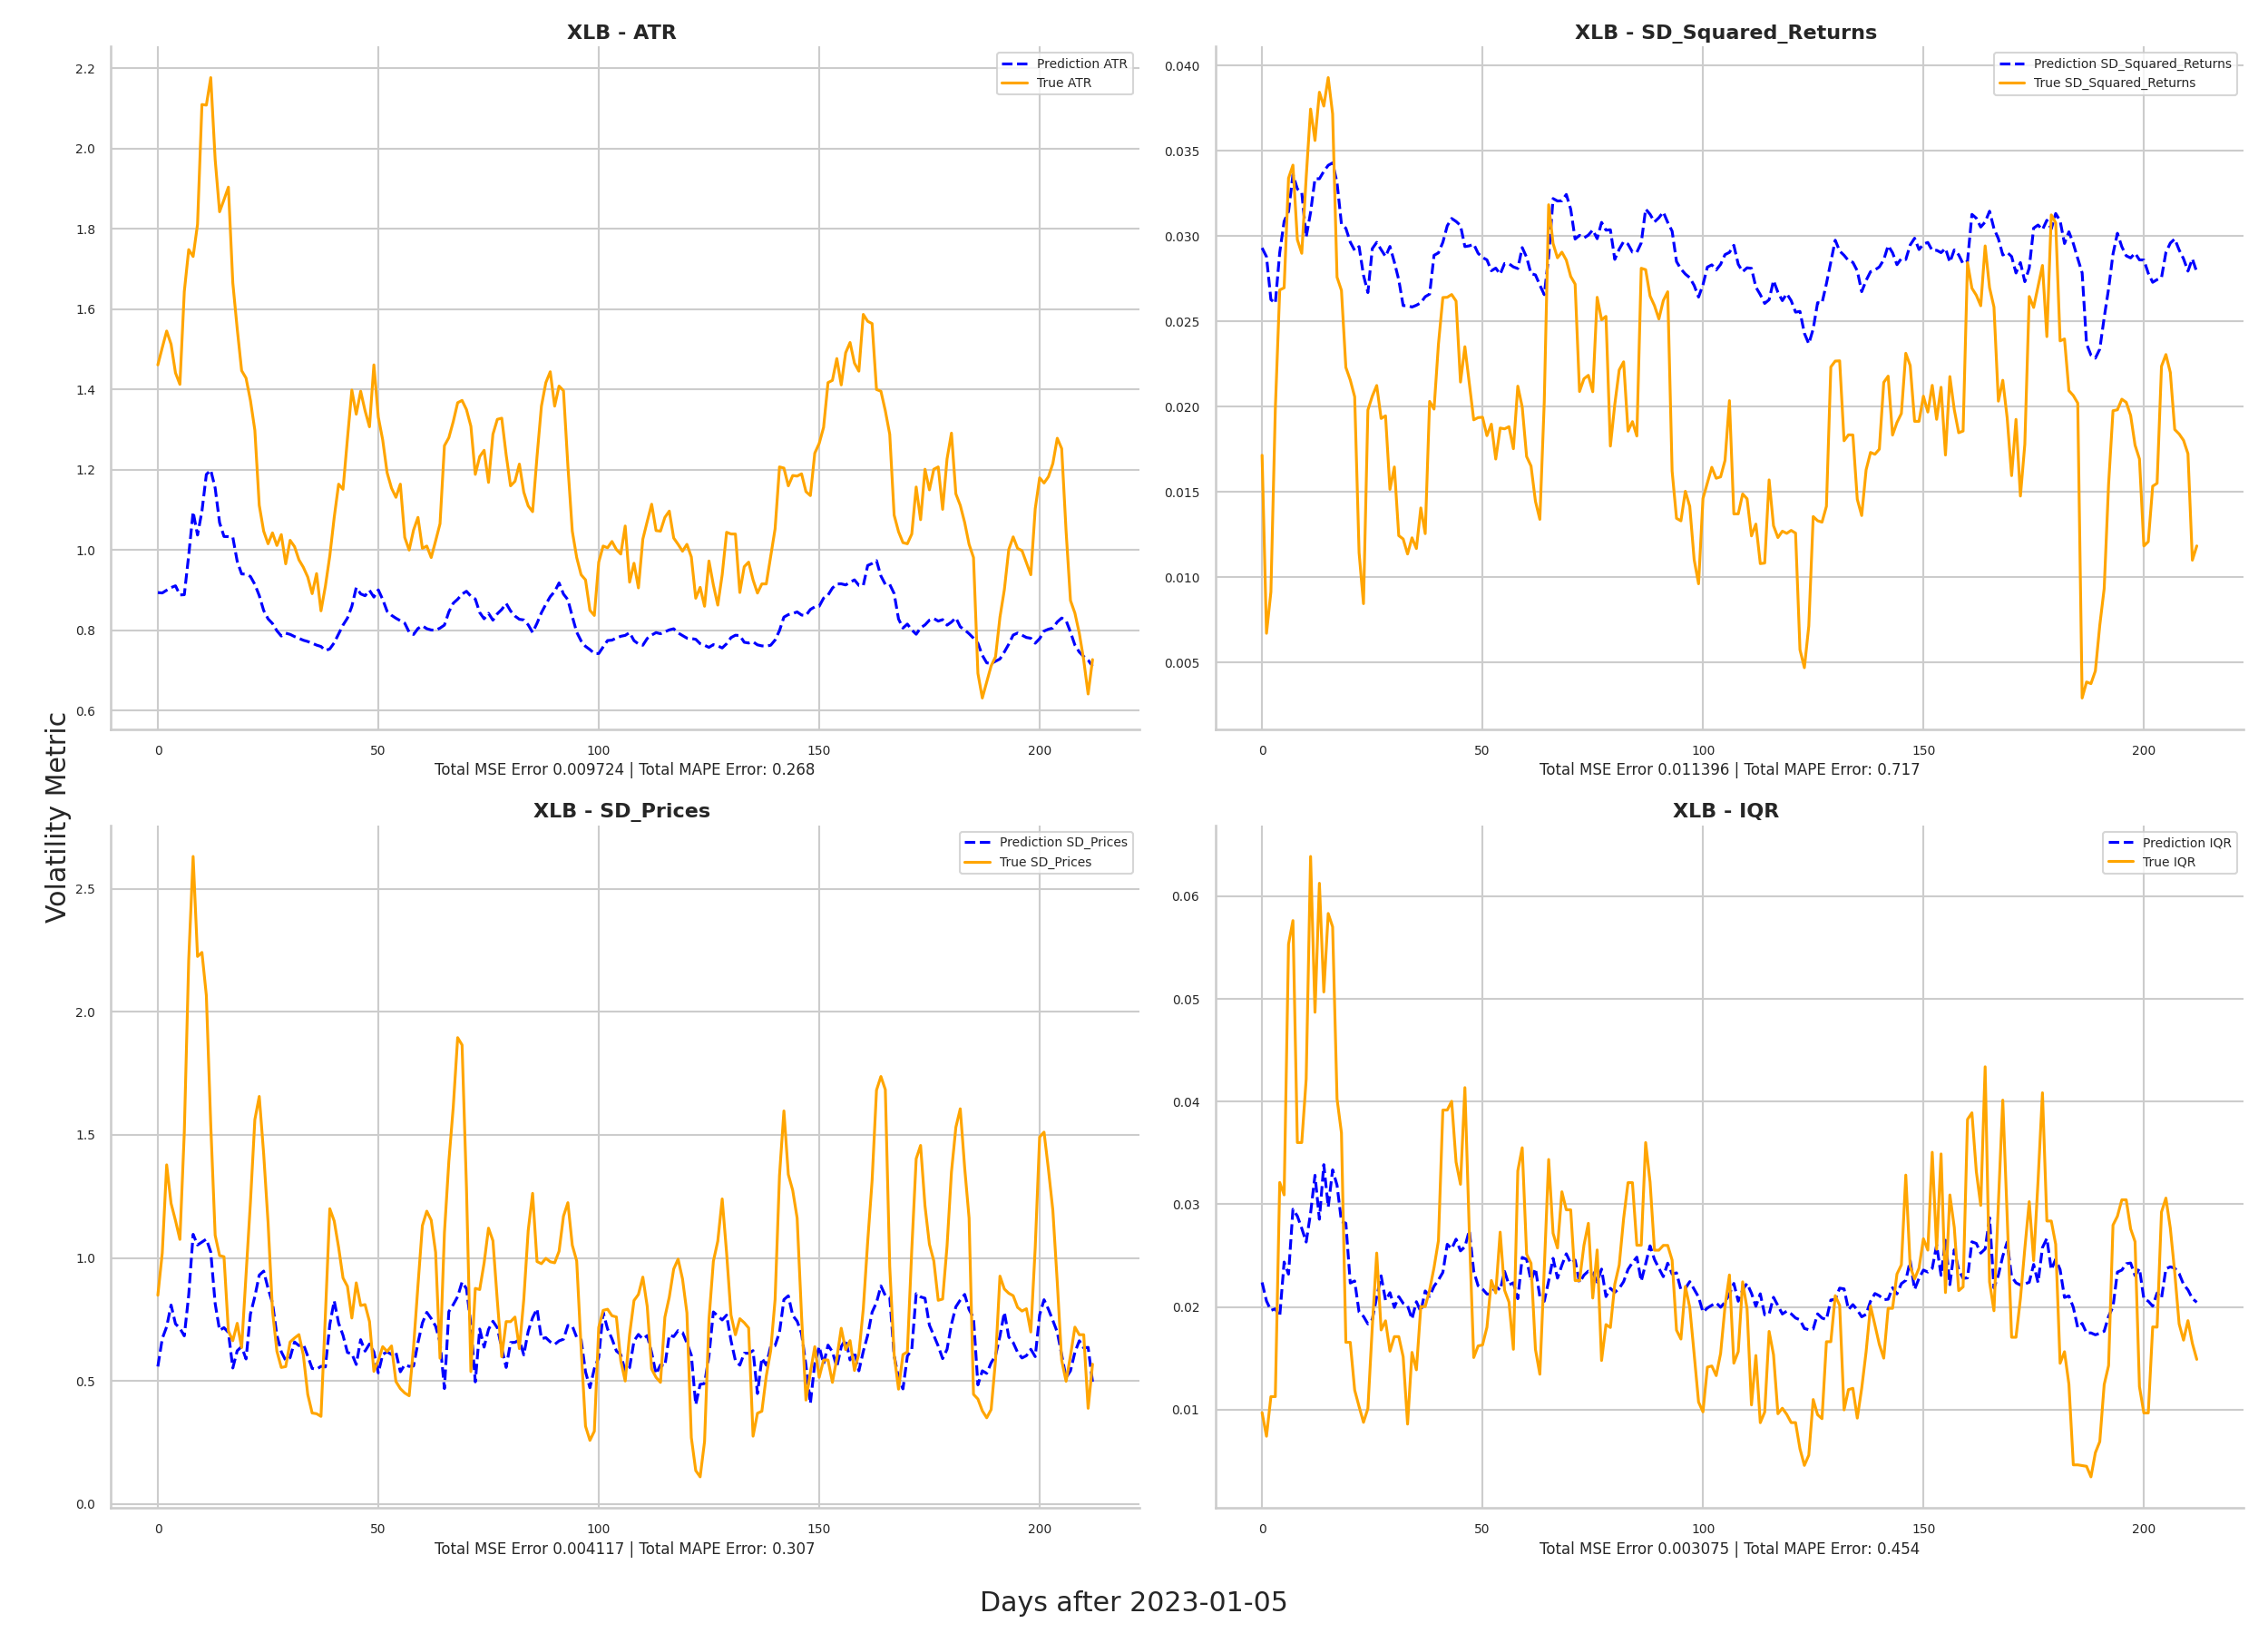 XLB - ATR
2.2
2.0
1.8
1.6
1.4
1.2
1.0
0.8
0.6
Prediction ATR
True ATR
0 50 100 150 200
Total MSE Error 0.009724 | Total MAPE Error: 0.268
XLB - SD_Squared_Returns
0.040
0.035
0.030
0.025
0.020
0.015
0.010
0.005
Prediction SD_Squared_Returns
True SD_Squared_Returns
0 50 100 150 200
Total MSE Error 0.011396 | Total MAPE Error: 0.717
Volatility Metric
XLB - SD_Prices
2.5
2.0
1.5
1.0
0.5
0.0
Prediction SD_Prices
True SD_Prices
0 50 100 150 200
Total MSE Error 0.004117 | Total MAPE Error: 0.307
XLB - IQR
0.06
0.05
0.04
0.03
0.02
0.01
Prediction IQR
True IQR
0 50 100 150 200
Total MSE Error 0.003075 | Total MAPE Error: 0.454
Days after 2023-01-05